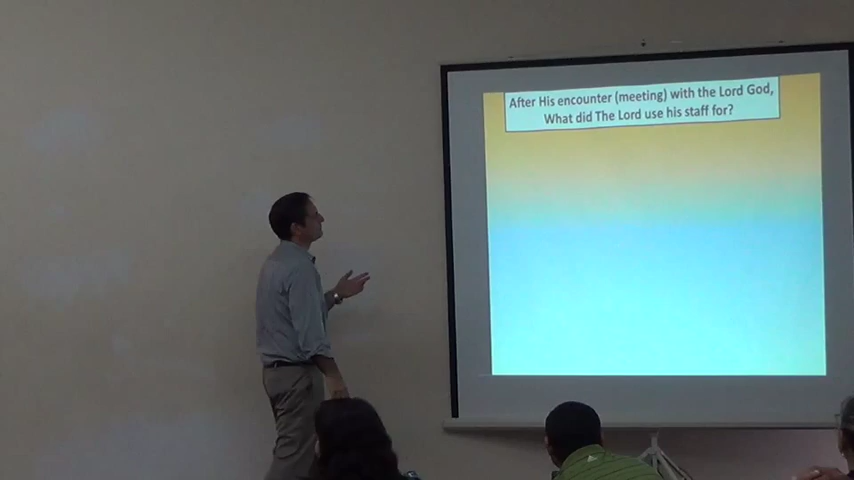 After His encounter (meeting) with the Lord God,
What did The Lord use his staff for?